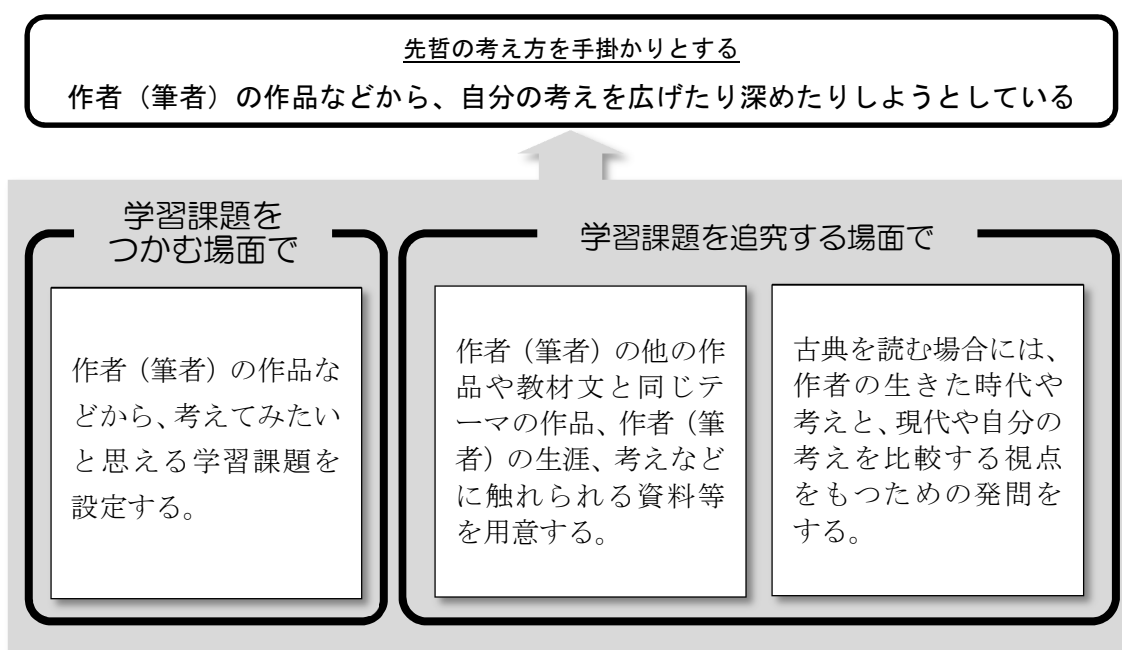 先哲の考え方を手掛かりとする
作者（筆者）の作品などから、自分の考えを広げたり深めたりしようとしている
学習課題を
つかむ場面で
作者（筆者）の作品な
どから、考えてみたい
と思える学習課題を
設定する。
学習課題を追究する場面で
作者（筆者）の他の作
品や教材文と同じテ
ーマの作品、作者（筆
者）の生涯、考えなど
に触れられる資料等
を用意する。
古典を読む場合には、
作者の生きた時代や
考えと、現代や自分の
考えを比較する視点
をもつための発問を
する。